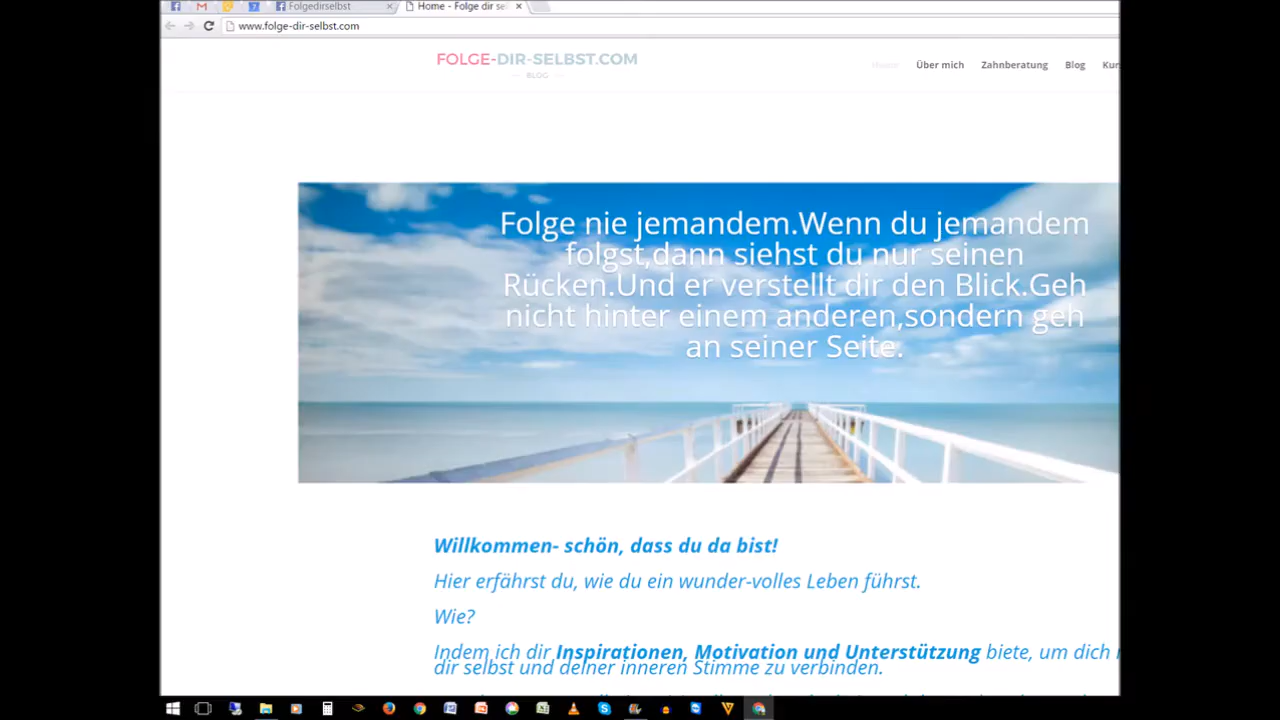 Folgedirselbst
Home - Folge dir se
www.folge-dir-selbst.com
FOLGE-DIR-SELBST.COM
BLOG
Home Über mich Zahnberatung Blog Kun
Folge nie jemandem.Wenn du jemandem
folgst,dann siehst du nur seinen
Rücken.Und er verstellt dir den Blick.Geh
nicht hinter einem anderen,sondern geh
an seiner Seite.
Willkommen- schön, dass du da bist!
Hier erfährst du, wie du ein wunder-volles Leben führst.
Wie?
Indem ich dir Inspirationen, Motivation und Unterstützung biete, um dich
dir selbst und deiner inneren Stimme zu verbinden.